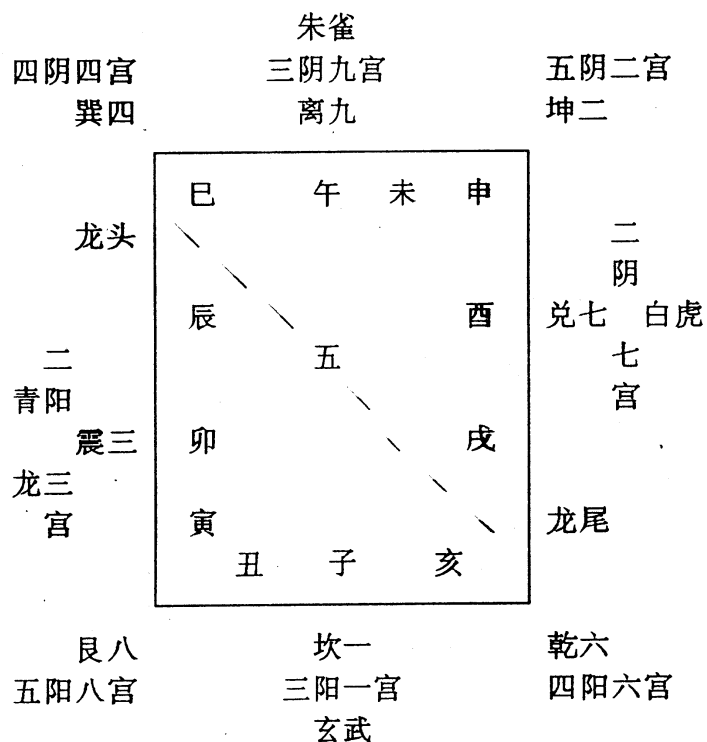 朱雀
四阴四宫 三阴九宫 五阴二宫
巽四 离九 坤二
巳 午 未 申
龙头
二阴七宫
辰 酉 兑七 白虎
五
二阳三宫
青龙
震三 卯 戌
寅 龙尾
丑 子 亥
艮八 坎一 乾六
五阳八宫 三阳一宫 四阳六宫
玄武